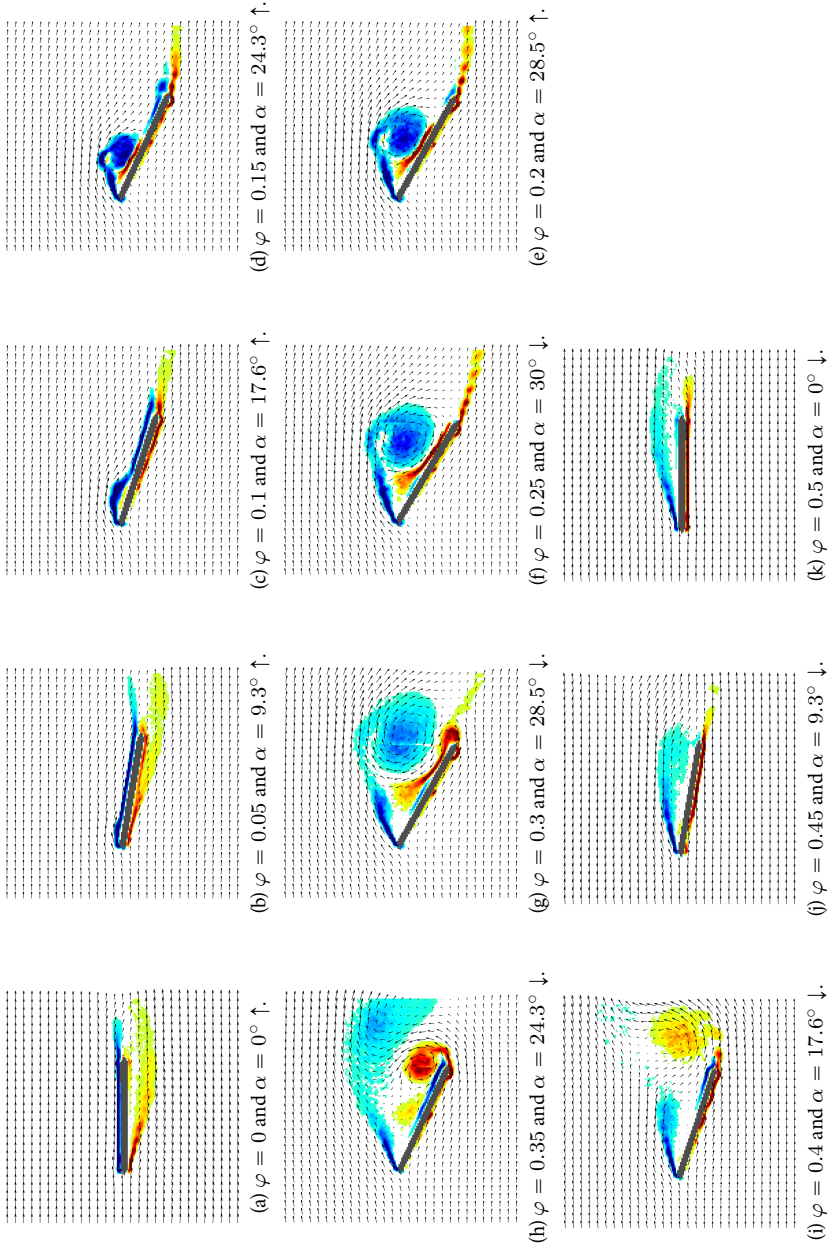 (a) φ = 0 and α = 0° ↑.
(b) φ = 0.05 and α = 9.3° ↑.
(c) φ = 0.1 and α = 17.6° ↑.
(d) φ = 0.15 and α = 24.3° ↑.
(h) φ = 0.35 and α = 24.3° ↓.
(g) φ = 0.3 and α = 28.5° ↓.
(f) φ = 0.25 and α = 30° ↓.
(e) φ = 0.2 and α = 28.5° ↑.
(i) φ = 0.4 and α = 17.6° ↓.
(j) φ = 0.45 and α = 9.3° ↓.
(k) φ = 0.5 and α = 0° ↓.